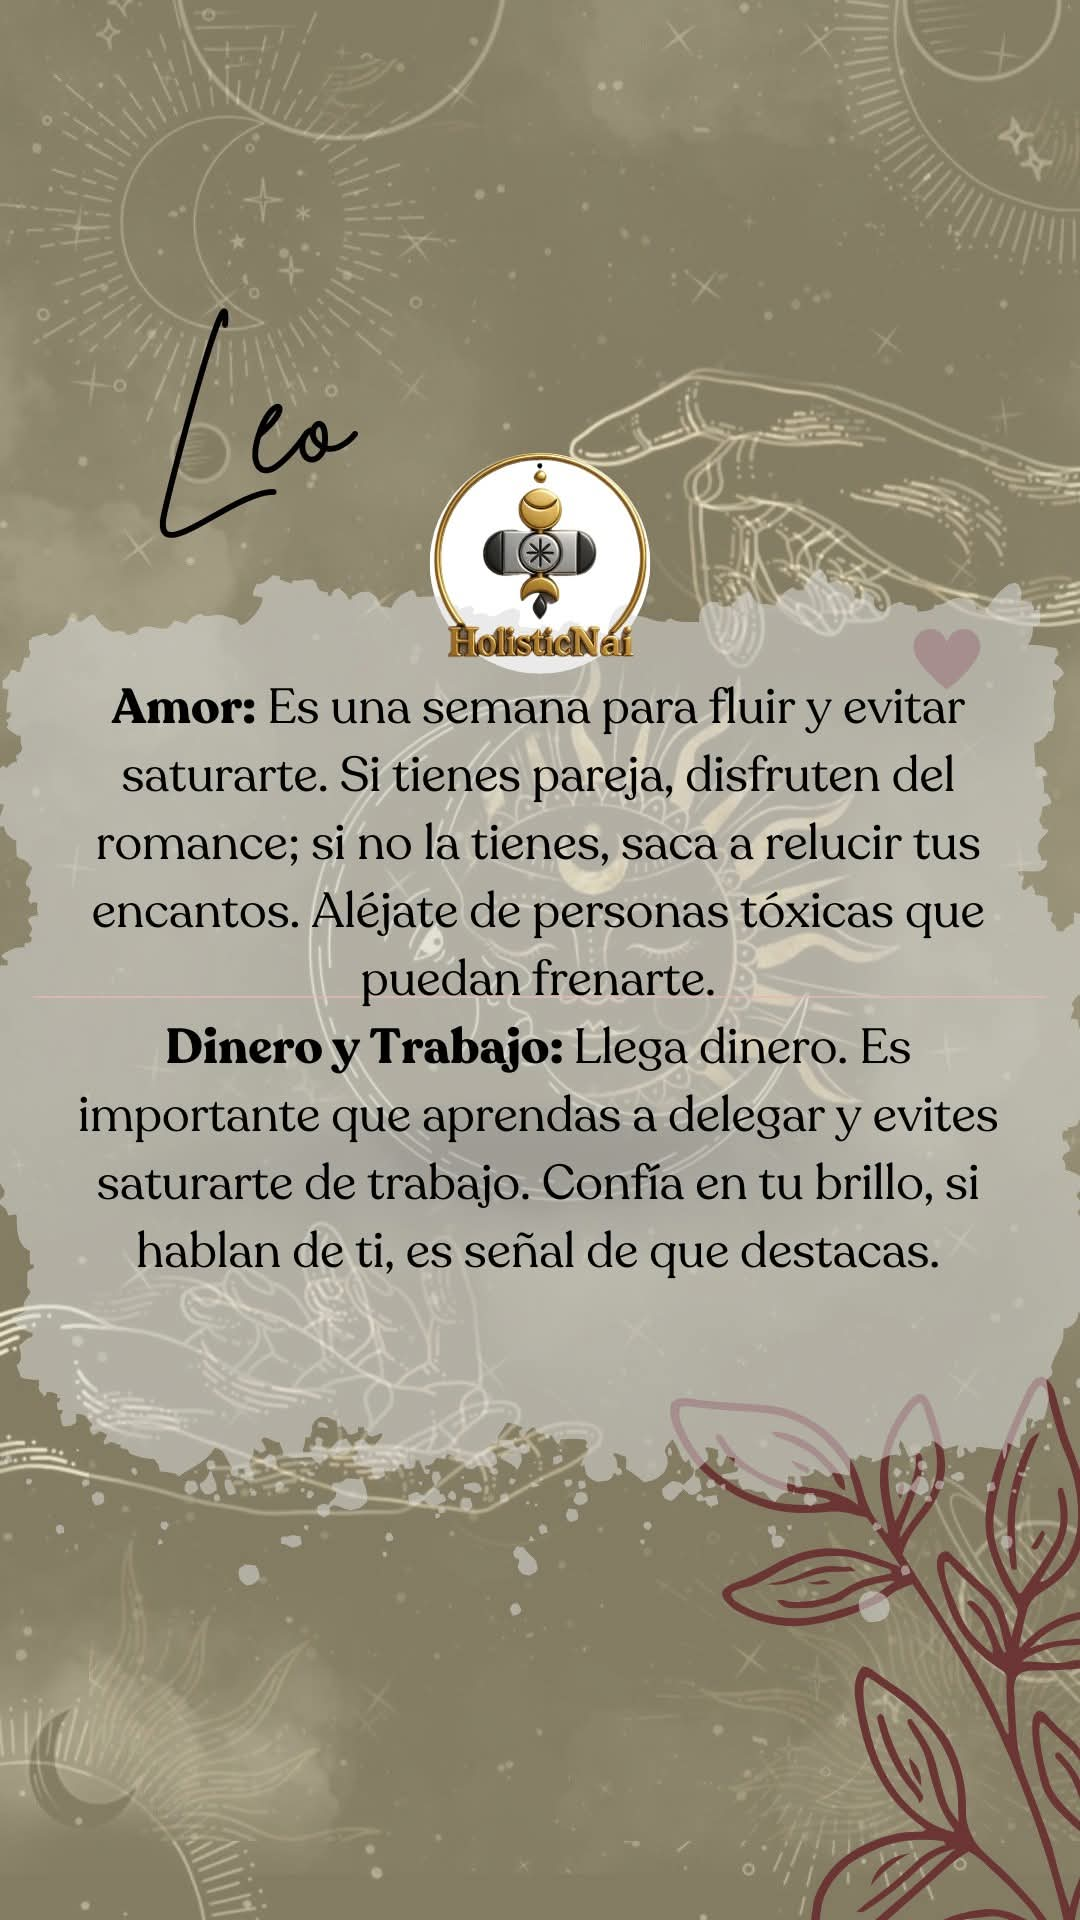 Leo
HolisticNai
Amor: Es una semana para fluir y evitar
saturarte. Si tienes pareja, disfruten del
romance; si no la tienes, saca a relucir tus
encantos. Aléjate de personas tóxicas que
puedan frenarte.
Dinero y Trabajo: Llega dinero. Es
importante que aprendas a delegar y evites
saturarte de trabajo. Confía en tu brillo, si
hablan de ti, es señal de que destacas.